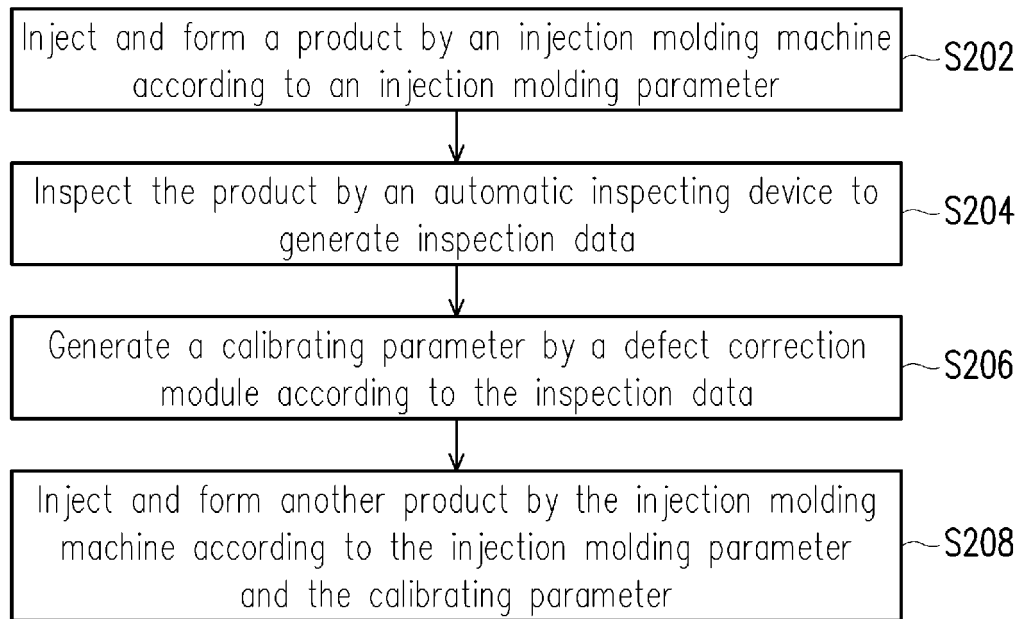 Inject and form a product by an injection molding machine
according to an injection molding parameter
S202
Inspect the product by an automatic inspecting device to
generate inspection data
S204
Generate a calibrating parameter by a defect correction
module according to the inspection data
S206
Inject and form another product by the injection molding
machine according to the injection molding parameter
and the calibrating parameter
S208